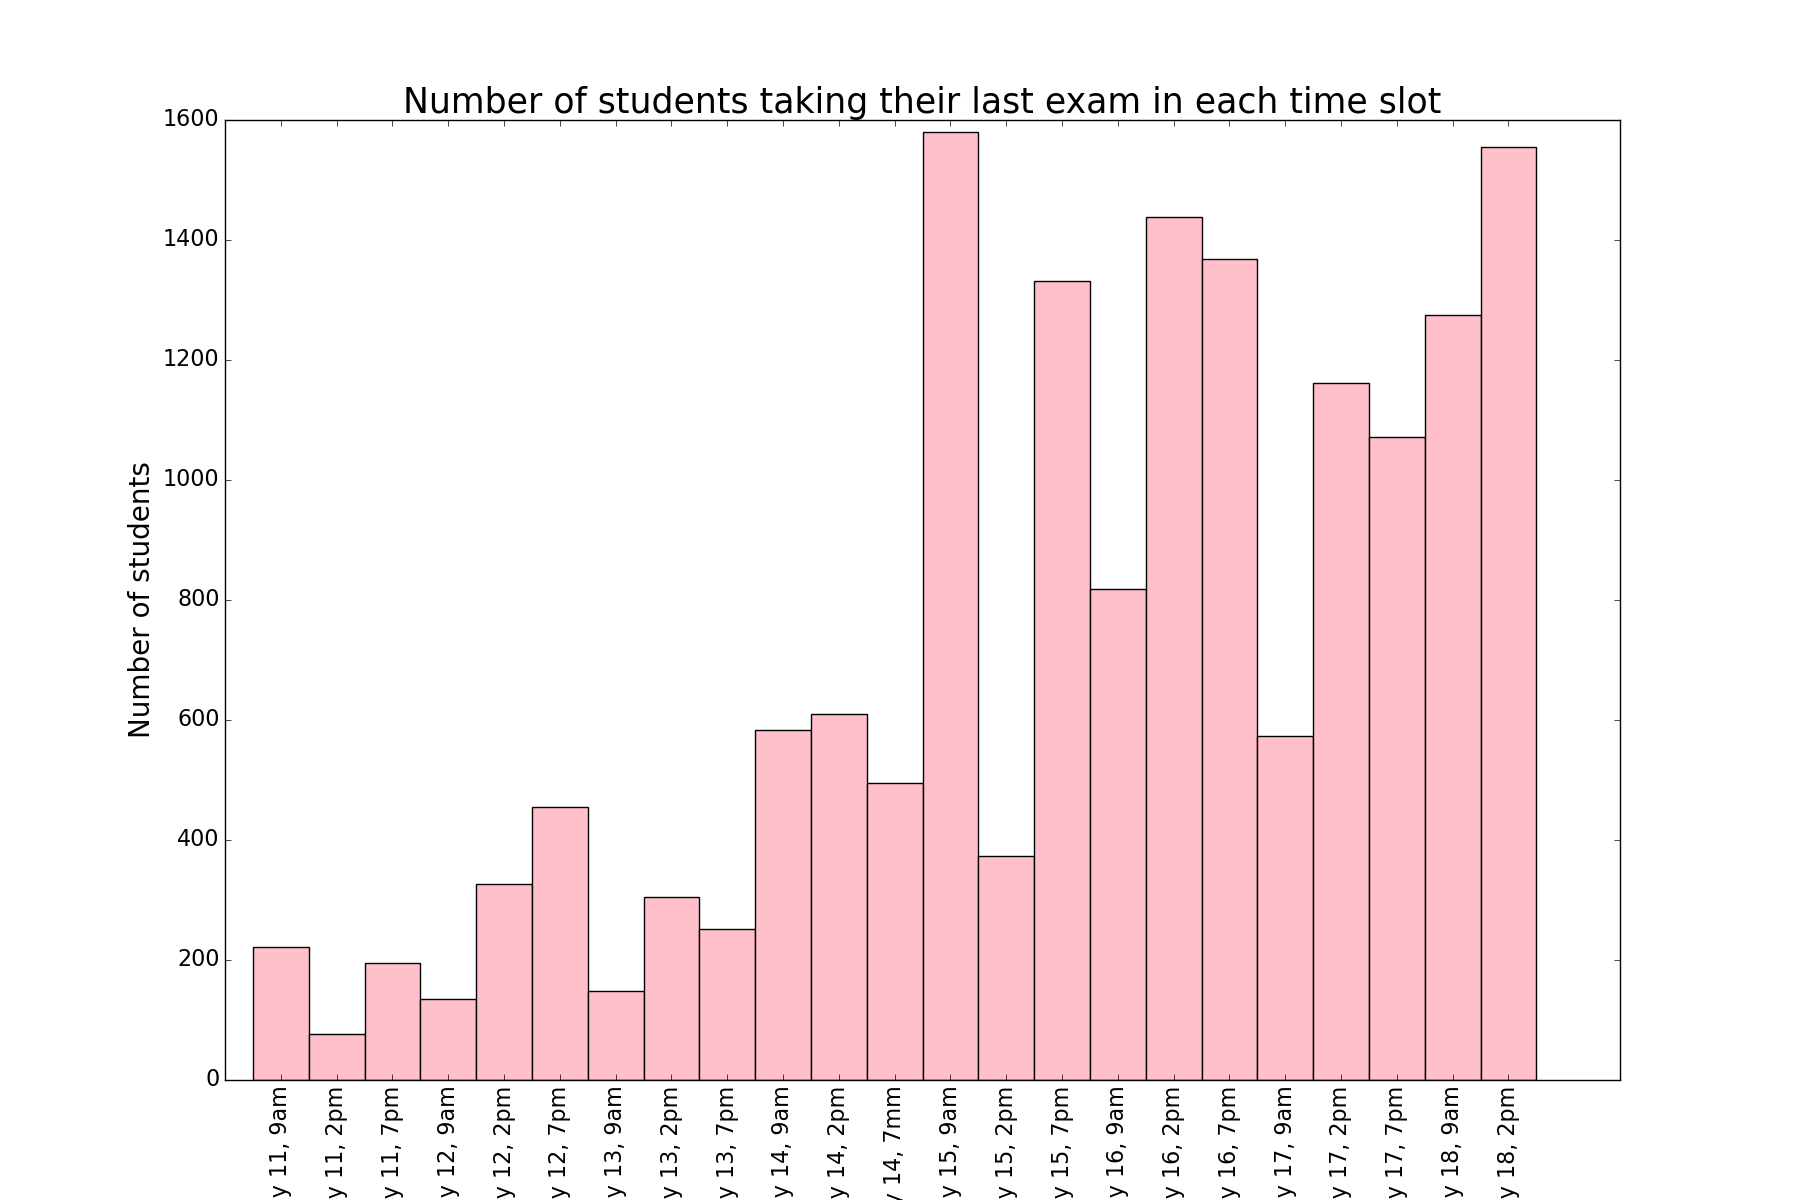 Number of students taking their last exam in each time slot
Number of students
1600
1400
1200
1000
800
600
400
200
0
y 11, 9am
y 11, 2pm
y 11, 7pm
y 12, 9am
y 12, 2pm
y 12, 7pm
y 13, 9am
y 13, 2pm
y 13, 7pm
y 14, 9am
y 14, 2pm
y 14, 7mm
y 15, 9am
y 15, 2pm
y 15, 7pm
y 16, 9am
y 16, 2pm
y 16, 7pm
y 17, 9am
y 17, 2pm
y 17, 7pm
y 18, 9am
y 18, 2pm